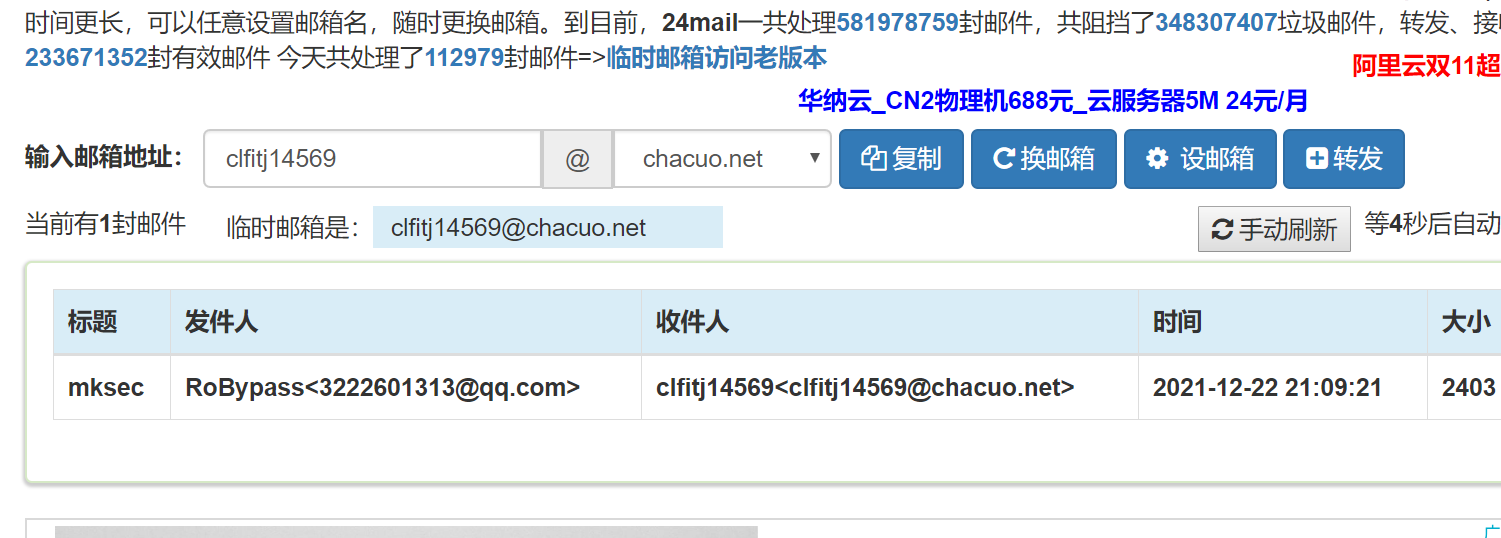 时间更长，可以任意设置邮箱名，随时更换邮箱。到目前，24mail一共处理581978759封邮件，共阻挡了348307407垃圾邮件，转发、接
233671352封有效邮件 今天共处理了112979封邮件=>临时邮箱访问老版本
阿里云双11超
华纳云_CN2物理机688元_云服务器5M 24元/月
输入邮箱地址： clfitj14569 @ chacuo.net 复制 换邮箱 设邮箱 转发
当前有1封邮件 临时邮箱是： clfitj14569@chacuo.net 手动刷新 等4秒后自动
标题 发件人 收件人 时间 大小
mksec RoBypass<3222601313@qq.com> clfitj14569<clfitj14569@chacuo.net> 2021-12-22 21:09:21 2403